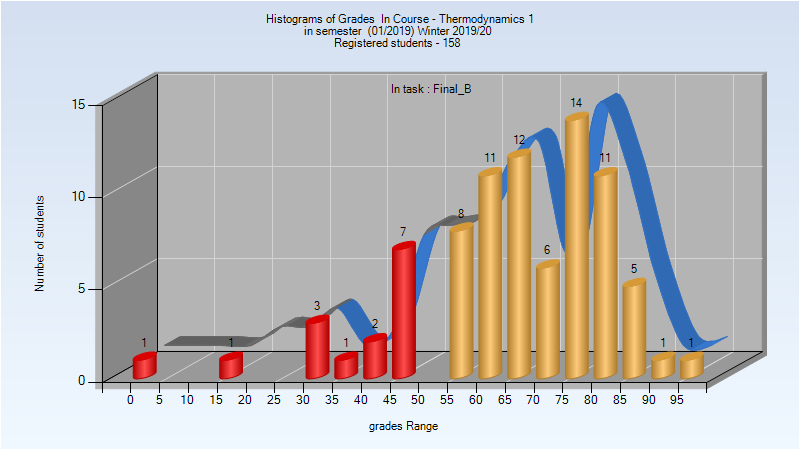 Histograms of Grades  In Course - Thermodynamics 1
in semester  (01/2019) Winter 2019/20
Registered students - 158
In task : Final_B
15
10
5
0
Number of students
1
1
3
1
2
7
8
11
12
6
14
11
5
1
1
0 5 10 15 20 25 30 35 40 45 50 55 60 65 70 75 80 85 90 95
grades Range